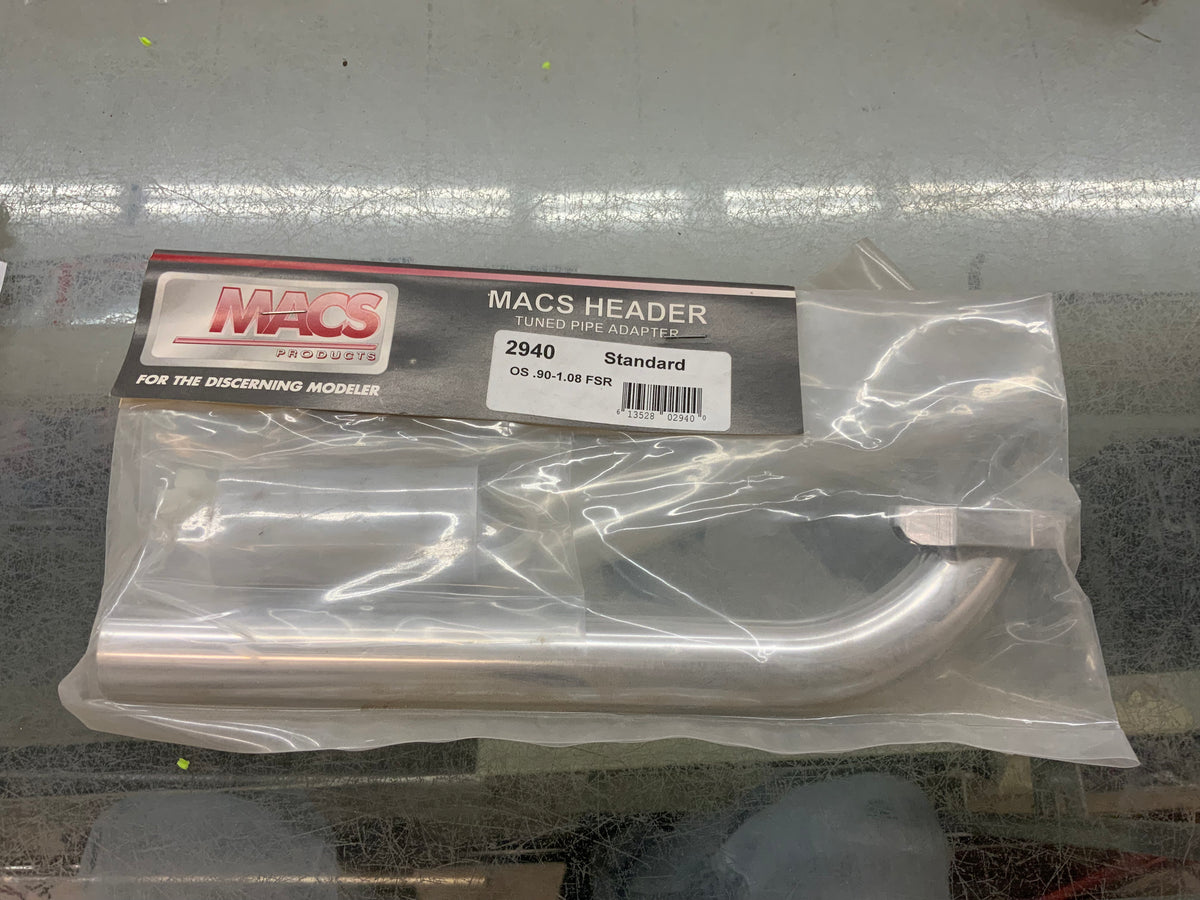 MACS
PRODUCTS
FOR THE DISCERNING MODELER
MACS HEADER
TUNED PIPE ADAPTER
2940 Standard
OS .90-1.08 FSR
6 13528 02940 0